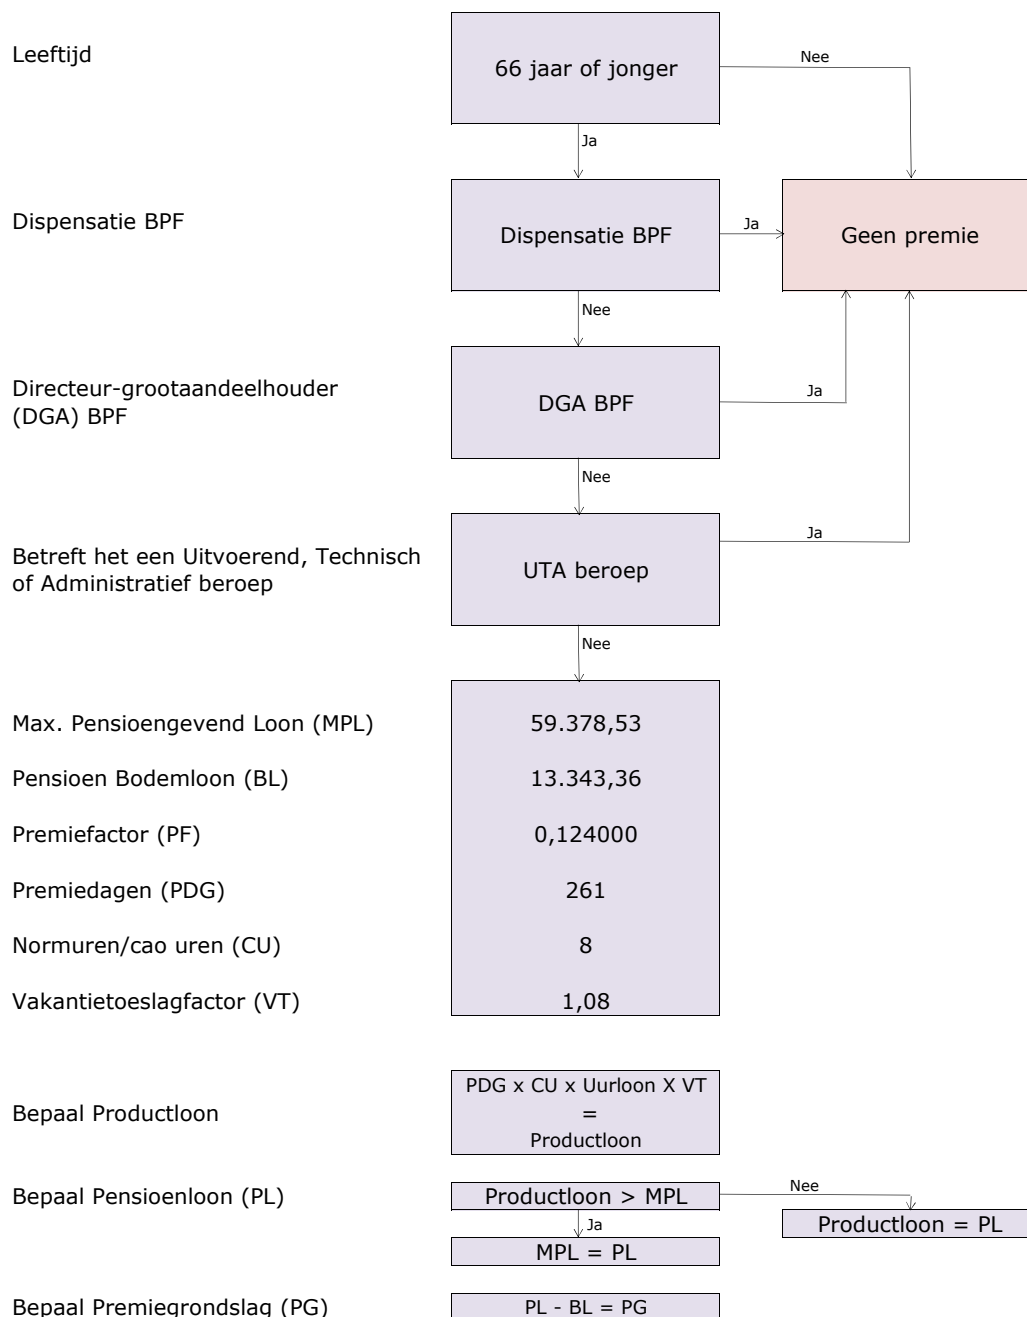 Leeftijd
66 jaar of jonger
Nee
Ja
Dispensatie BPF
Dispensatie BPF
Ja
Geen premie
Nee
Directeur-grootaandeelhouder
(DGA) BPF
DGA BPF
Ja
Nee
Betreft het een Uitvoerend, Technisch
of Administratief beroep
UTA beroep
Ja
Nee
Max. Pensioengevend Loon (MPL)
59.378,53
Pensioen Bodemloon (BL)
13.343,36
Premiefactor (PF)
0,124000
Premiedagen (PDG)
261
Normuren/cao uren (CU)
8
Vakantietoeslagfactor (VT)
1,08
Bepaal Productloon
PDG x CU x Uurloon X VT
=
Productloon
Bepaal Pensioenloon (PL)
Productloon > MPL
Nee
Ja
Productloon = PL
MPL = PL
Bepaal Premiegrondslag (PG)
PL - BL = PG